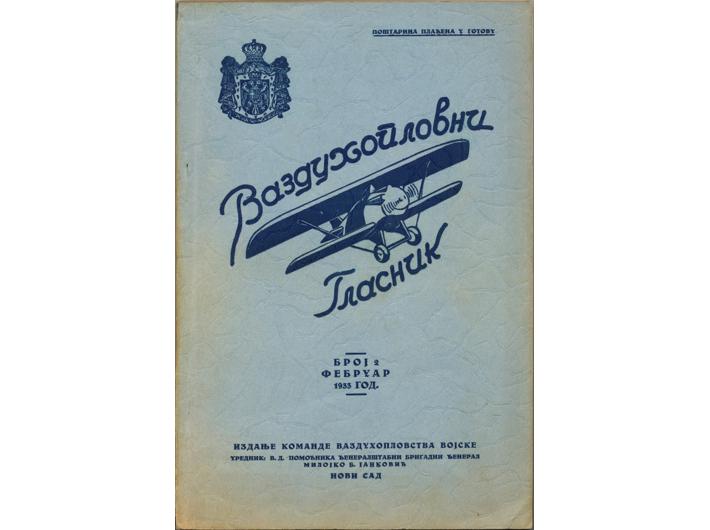 ПОШТАРИНА ПЛАЋЕНА У ГОТОВУ
Ваздухопловни
Гласник
БРОЈ 2
ФЕБРУАР
1933 ГОД.
ИЗДАЊЕ КОМАНДЕ ВАЗДУХОПЛОВСТВА ВОЈСКЕ
УРЕДНИК: В. Д. ПОМОЋНИКА ЂЕНЕРАЛШТАБНИ БРИГАДНИ ЂЕНЕРАЛ
МИЛОЈКО Б. ЈАНКОВИЋ
НОВИ САД